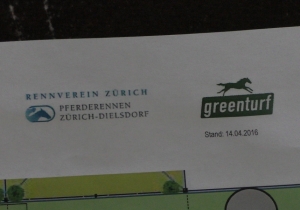 RENNVEREIN ZÜRICH
PFERDERENNEN
ZÜRICH-DIELSDORF
greenturf
Stand: 14.04.2016